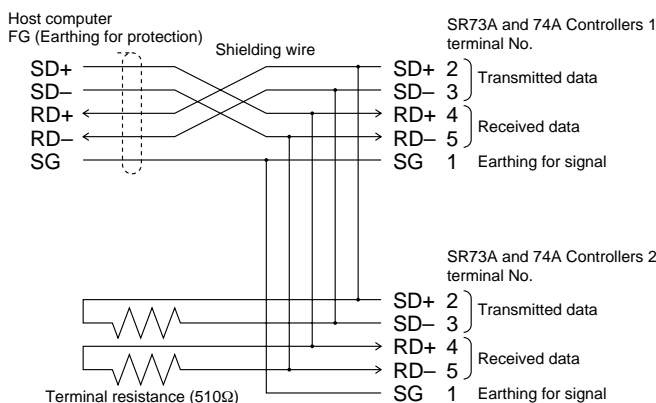 Host computer
FG (Earthing for protection)
Shielding wire
SR73A and 74A Controllers 1
terminal No.
SD+
SD–
RD+
RD–
SG
SD+ 2
SD– 3
Transmitted data
RD+ 4
RD– 5
Received data
SG 1 Earthing for signal
SR73A and 74A Controllers 2
terminal No.
SD+ 2
SD– 3
Transmitted data
RD+ 4
RD– 5
Received data
SG 1 Earthing for signal
Terminal resistance (510Ω)